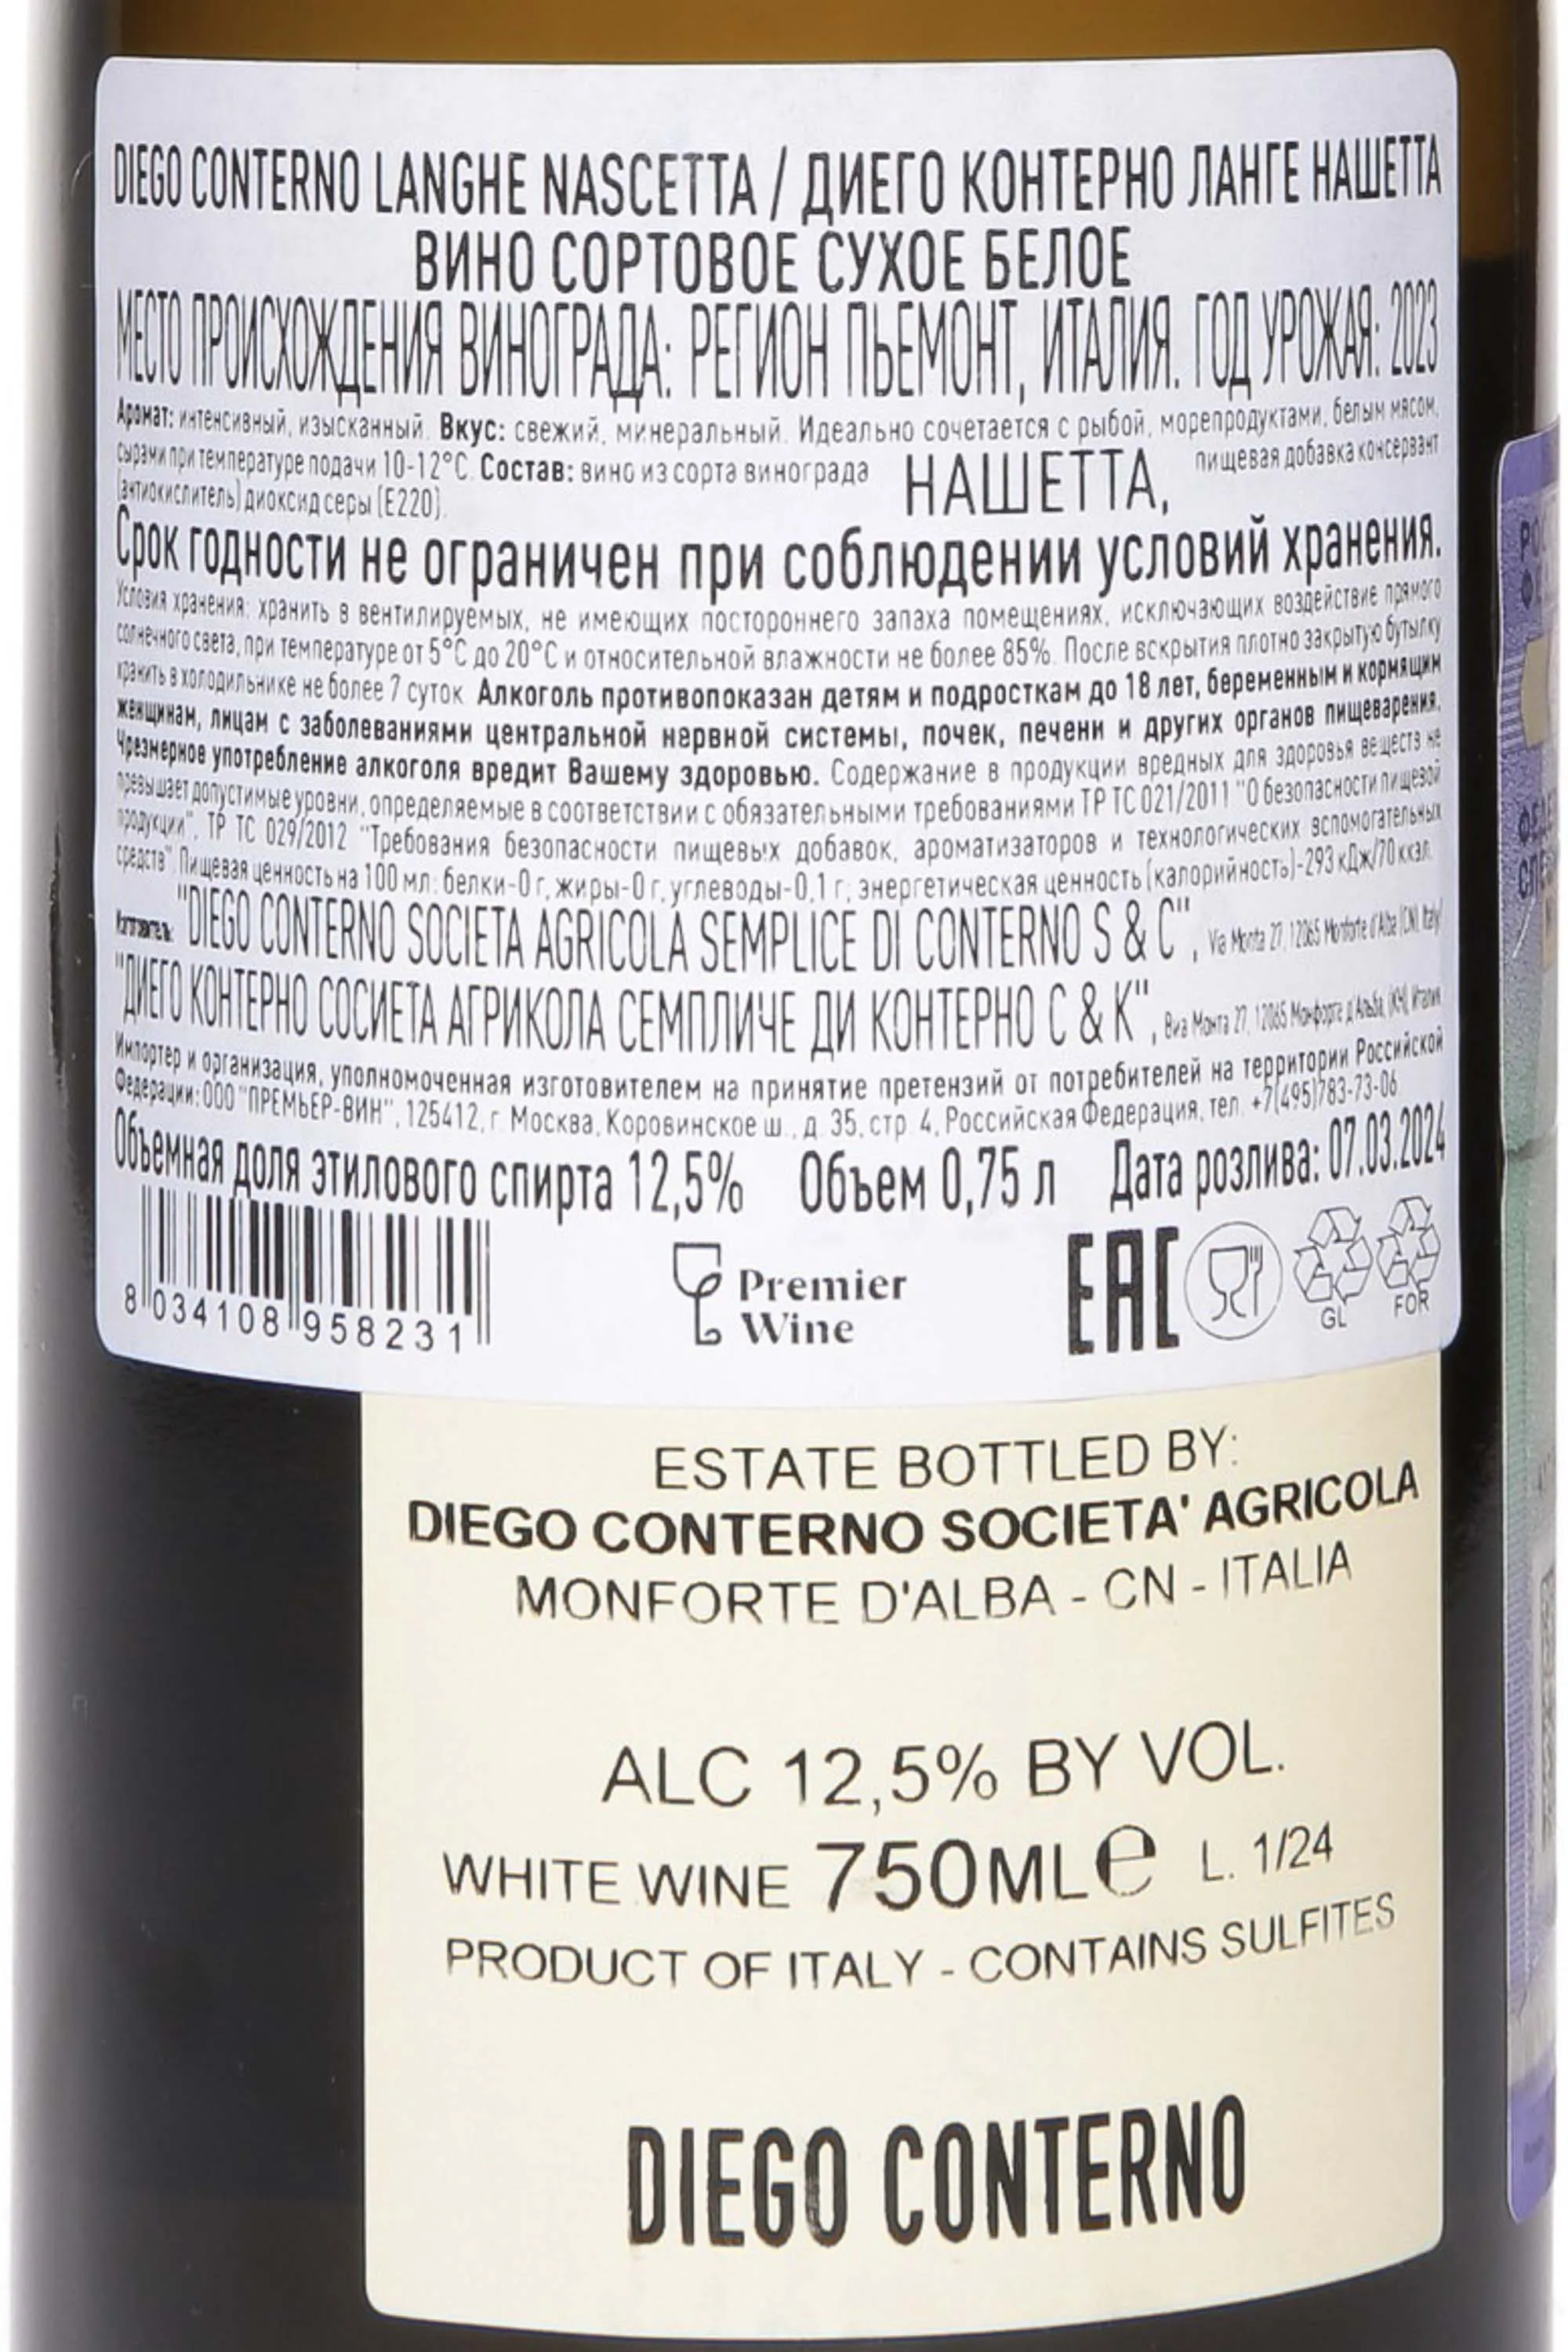 DIEGO CONTERNO LANGHE NASCETTA / ДИЕГО КОНТЕРНО ЛАНГЕ НАШЕТТА
ВИНО СОРТОВОЕ СУХОЕ БЕЛОЕ
МЕСТО ПРОИСХОЖДЕНИЯ ВИНОГРАДА: РЕГИОН ПЬЕМОНТ, ИТАЛИЯ. ГОД УРОЖАЯ: 2023
Аромат: интенсивный, изысканный. Вкус: свежий, минеральный. Идеально сочетается с рыбой, морепродуктами, белым мясом,
сырами при температуре подачи 10-12°C. Состав: вино из сорта винограда НАШЕТТА, пищевая добавка консервант
(антиокислитель) диоксид серы (E220).
Срок годности не ограничен при соблюдении условий хранения.
Условия хранения: хранить в вентилируемых, не имеющих постороннего запаха помещениях, исключающих воздействие прямого
солнечного света, при температуре от 5°C до 20°C и относительной влажности не более 85%. После вскрытия плотно закрытую бутылку
хранить в холодильнике не более 7 суток. Алкоголь противопоказан детям и подросткам до 18 лет, беременным и кормящим
женщинам, лицам с заболеваниями центральной нервной системы, почек, печени и других органов пищеварения.
Чрезмерное употребление алкоголя вредит Вашему здоровью. Содержание в продукции вредных для здоровья веществ не
превышает допустимые уровни, определяемые в соответствии с обязательными требованиями ТР ТС 021/2011 "О безопасности пищевой
продукции", ТР ТС 029/2012 "Требования безопасности пищевых добавок, ароматизаторов и технологических вспомогательных
средств". Пищевая ценность на 100 мл: белки-0 г, жиры-0 г, углеводы-0,1 г; энергетическая ценность (калорийность)-293 кДж/70 ккал.
Изготовитель: "DIEGO CONTERNO SOCIETA AGRICOLA SEMPLICE DI CONTERNO S & C", Via Monta 27, 12065 Monforte d'Alba (CN), Italy/
"ДИЕГО КОНТЕРНО СОСИЕТА АГРИКОЛА СЕМПЛИЧЕ ДИ КОНТЕРНО С & К", Виа Монта 27, 12065 Монфорте д'Альба, (КН), Италия
Импортер и организация, уполномоченная изготовителем на принятие претензий от потребителей на территории Российской
Федерации: ООО "ПРЕМЬЕР-ВИН", 125412, г. Москва, Коровинское ш., д. 35, стр. 4, Российская Федерация, тел. +7(495)783-73-06
Объемная доля этилового спирта 12,5% Объем 0,75 л Дата розлива: 07.03.2024
8 034108 958231
Premier
Wine
EAC
GL
FOR
ESTATE BOTTLED BY:
DIEGO CONTERNO SOCIETA' AGRICOLA
MONFORTE D'ALBA - CN - ITALIA
ALC 12,5% BY VOL.
WHITE WINE 750ML e L. 1/24
PRODUCT OF ITALY - CONTAINS SULFITES
DIEGO CONTERNO